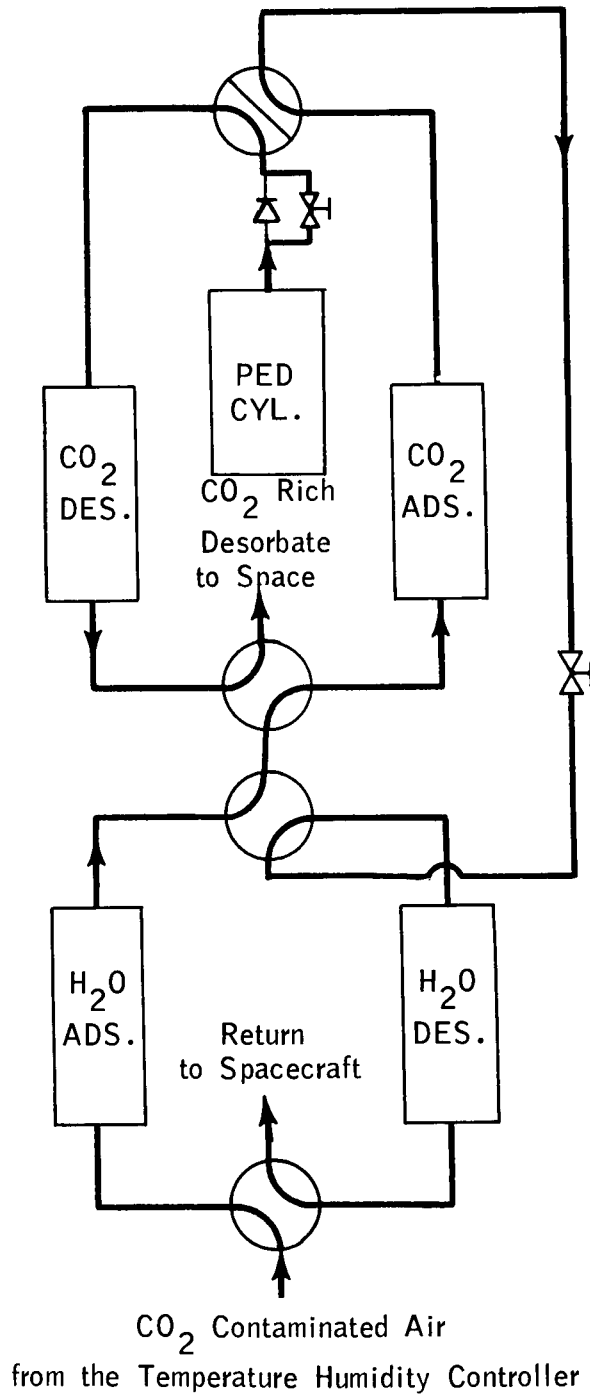 PED
CYL.
CO2
DES.
CO2
ADS.
CO2 Rich
Desorbate
to Space
H2O
ADS.
H2O
DES.
Return
to Spacecraft
CO2 Contaminated Air
from the Temperature Humidity Controller